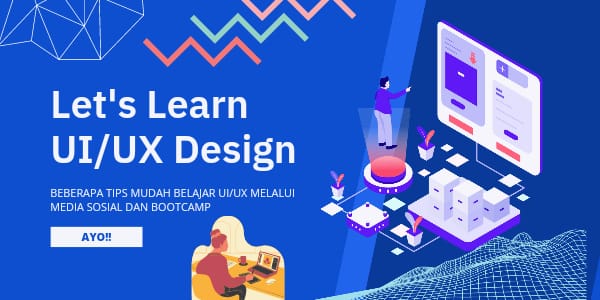 Let's Learn
UI/UX Design
BEBERAPA TIPS MUDAH BELAJAR UI/UX MELALUI
MEDIA SOSIAL DAN BOOTCAMP
AYO!!